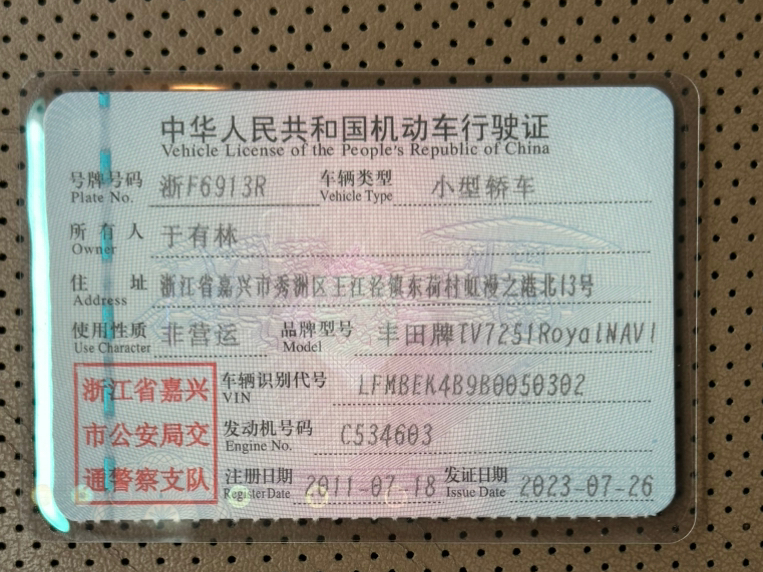 中华人民共和国机动车行驶证
Vehicle License of the People's Republic of China
号牌号码 浙F6913R 车辆类型 小型轿车
Plate No. Vehicle Type
所有人 于有林
Owner
住址 浙江省嘉兴市秀洲区王江泾镇东荷村虹漫之港北13号
Address
使用性质 非营运 品牌型号 丰田牌TV7251RoyalNAVI
Use Character Model
浙江省嘉兴 车辆识别代号 LFMBEK4B9B0050302
VIN
市公安局交 发动机号码 C534603
Engine No.
通警察支队 注册日期 2011-07-18 发证日期 2023-07-26
Register Date Issue Date